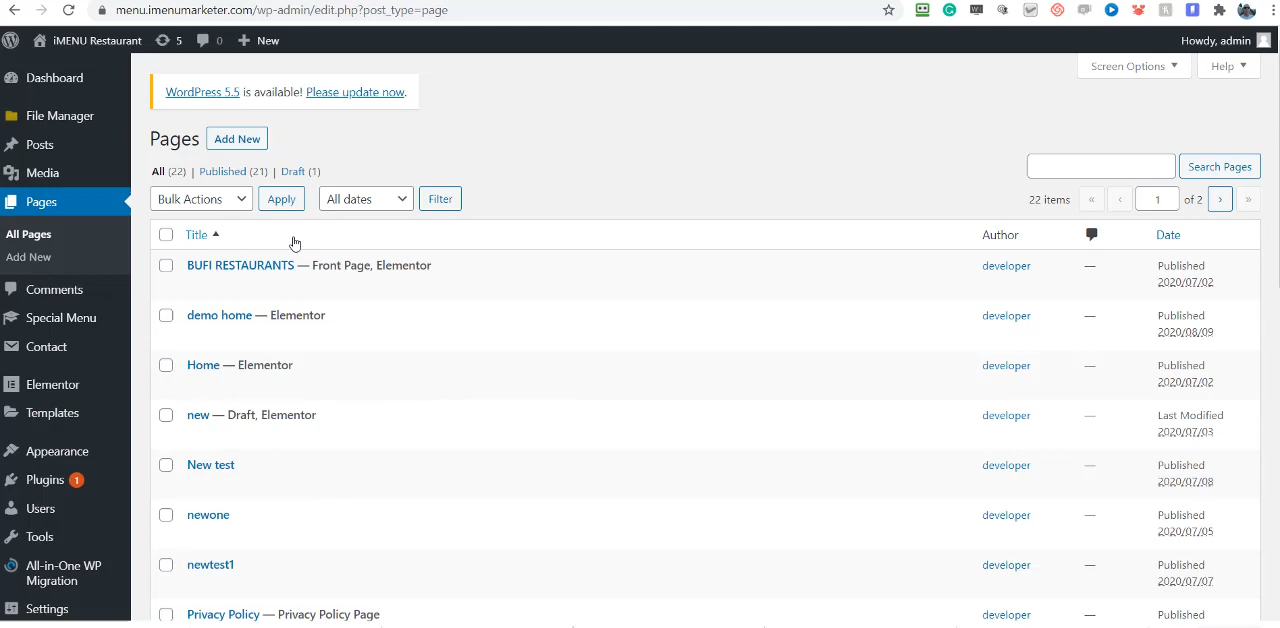 menu.imenumarketer.com/wp-admin/edit.php?post_type=page
iMENU Restaurant 5 0 New Howdy, admin
Screen Options Help
Dashboard
File Manager
Posts
Media
Pages
All Pages
Add New
Comments
Special Menu
Contact
Elementor
Templates
Appearance
Plugins 1
Users
Tools
All-in-One WP
Migration
Settings
WordPress 5.5 is available! Please update now.
Pages Add New
All (22) | Published (21) | Draft (1)
Search Pages
Bulk Actions Apply All dates Filter
22 items « ‹ 1 of 2 › »
Title Author Date
BUFI RESTAURANTS — Front Page, Elementor developer — Published
2020/07/02
demo home — Elementor developer — Published
2020/08/09
Home — Elementor developer — Published
2020/07/02
new — Draft, Elementor developer — Last Modified
2020/07/03
New test developer — Published
2020/07/08
newone developer — Published
2020/07/05
newtest1 developer — Published
2020/07/07
Privacy Policy — Privacy Policy Page developer — Published